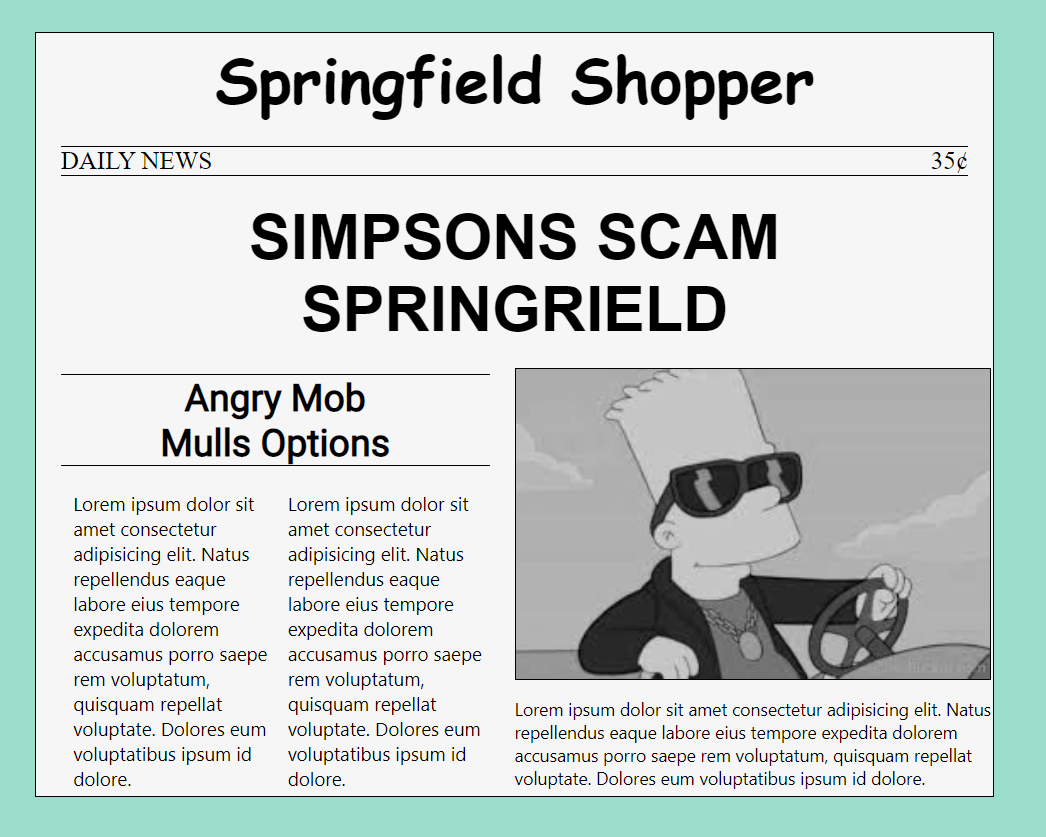 Springfield Shopper
DAILY NEWS 35¢
SIMPSONS SCAM
SPRINGRIELD
Angry Mob
Mulls Options
Lorem ipsum dolor sit
amet consectetur
adipisicing elit. Natus
repellendus eaque
labore eius tempore
expedita dolorem
accusamus porro saepe
rem voluptatum,
quisquam repellat
voluptate. Dolores eum
voluptatibus ipsum id
dolore.
Lorem ipsum dolor sit
amet consectetur
adipisicing elit. Natus
repellendus eaque
labore eius tempore
expedita dolorem
accusamus porro saepe
rem voluptatum,
quisquam repellat
voluptate. Dolores eum
voluptatibus ipsum id
dolore.
Lorem ipsum dolor sit amet consectetur adipisicing elit. Natus
repellendus eaque labore eius tempore expedita dolorem
accusamus porro saepe rem voluptatum, quisquam repellat
voluptate. Dolores eum voluptatibus ipsum id dolore.